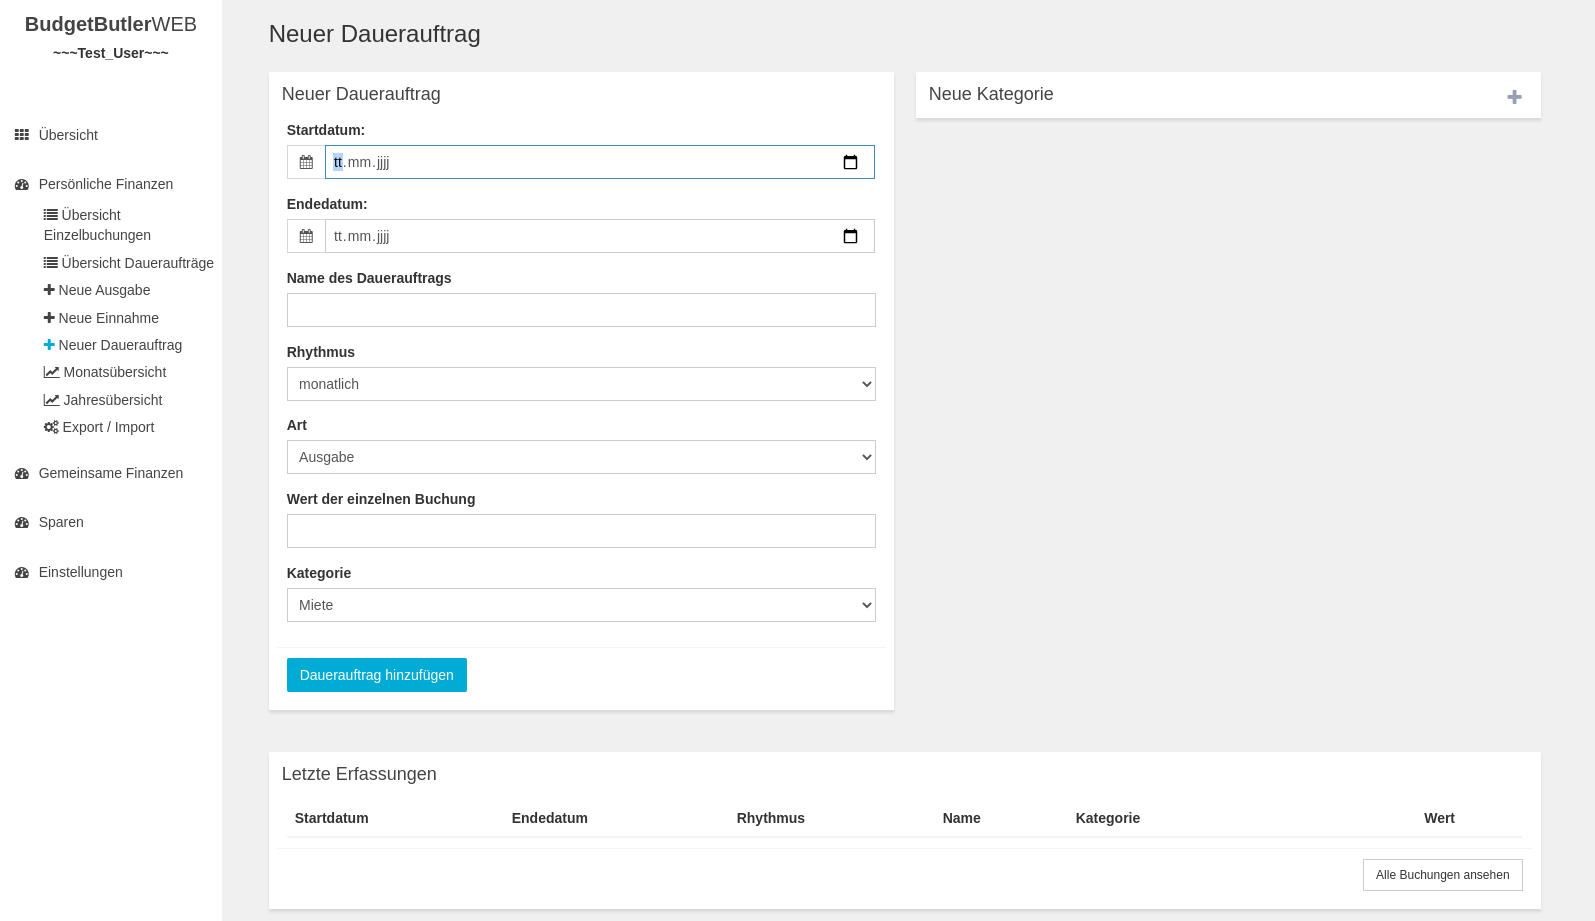 BudgetButlerWEB
~~~Test_User~~~
Übersicht
Persönliche Finanzen
Übersicht
Einzelbuchungen
Übersicht Daueraufträge
Neue Ausgabe
Neue Einnahme
Neuer Dauerauftrag
Monatsübersicht
Jahresübersicht
Export / Import
Gemeinsame Finanzen
Sparen
Einstellungen
Neuer Dauerauftrag
Neuer Dauerauftrag
Startdatum:
tt.mm.jjjj
Endedatum:
tt.mm.jjjj
Name des Dauerauftrags
Rhythmus
monatlich
Art
Ausgabe
Wert der einzelnen Buchung
Kategorie
Miete
Dauerauftrag hinzufügen
Neue Kategorie
Letzte Erfassungen
Startdatum Endedatum Rhythmus Name Kategorie Wert
Alle Buchungen ansehen